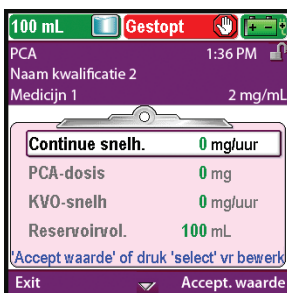 100 mL Gestopt
PCA 1:36 PM
Naam kwalificatie 2
Medicijn 1 2 mg/mL
Continue snelh. 0 mg/uur
PCA-dosis 0 mg
KVO-snelh 0 mg/uur
Reservoirvol. 100 mL
'Accept waarde' of druk 'select' vr bewerk
Exit Accept. waarde